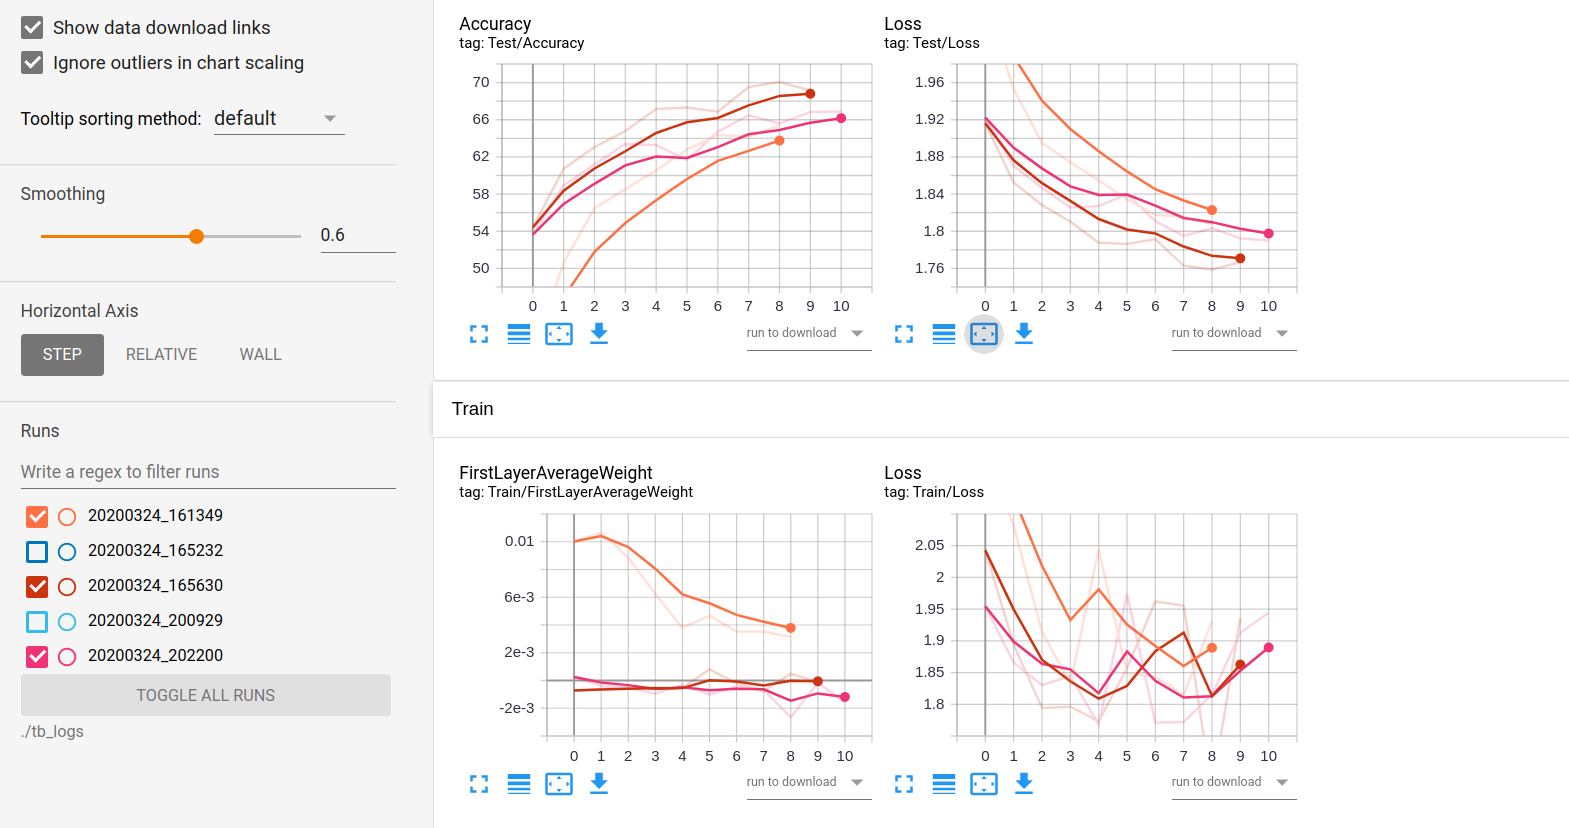 Show data download links
Ignore outliers in chart scaling
Tooltip sorting method: default
Smoothing
0.6
Horizontal Axis
STEP RELATIVE WALL
Runs
Write a regex to filter runs
20200324_161349
20200324_165232
20200324_165630
20200324_200929
20200324_202200
TOGGLE ALL RUNS
./tb_logs
Accuracy
tag: Test/Accuracy
70
66
62
58
54
50
0 1 2 3 4 5 6 7 8 9 10
run to download
Loss
tag: Test/Loss
1.96
1.92
1.88
1.84
1.8
1.76
0 1 2 3 4 5 6 7 8 9 10
run to download
Train
FirstLayerAverageWeight
tag: Train/FirstLayerAverageWeight
0.01
6e-3
2e-3
-2e-3
0 1 2 3 4 5 6 7 8 9 10
run to download
Loss
tag: Train/Loss
2.05
2
1.95
1.9
1.85
1.8
0 1 2 3 4 5 6 7 8 9 10
run to download